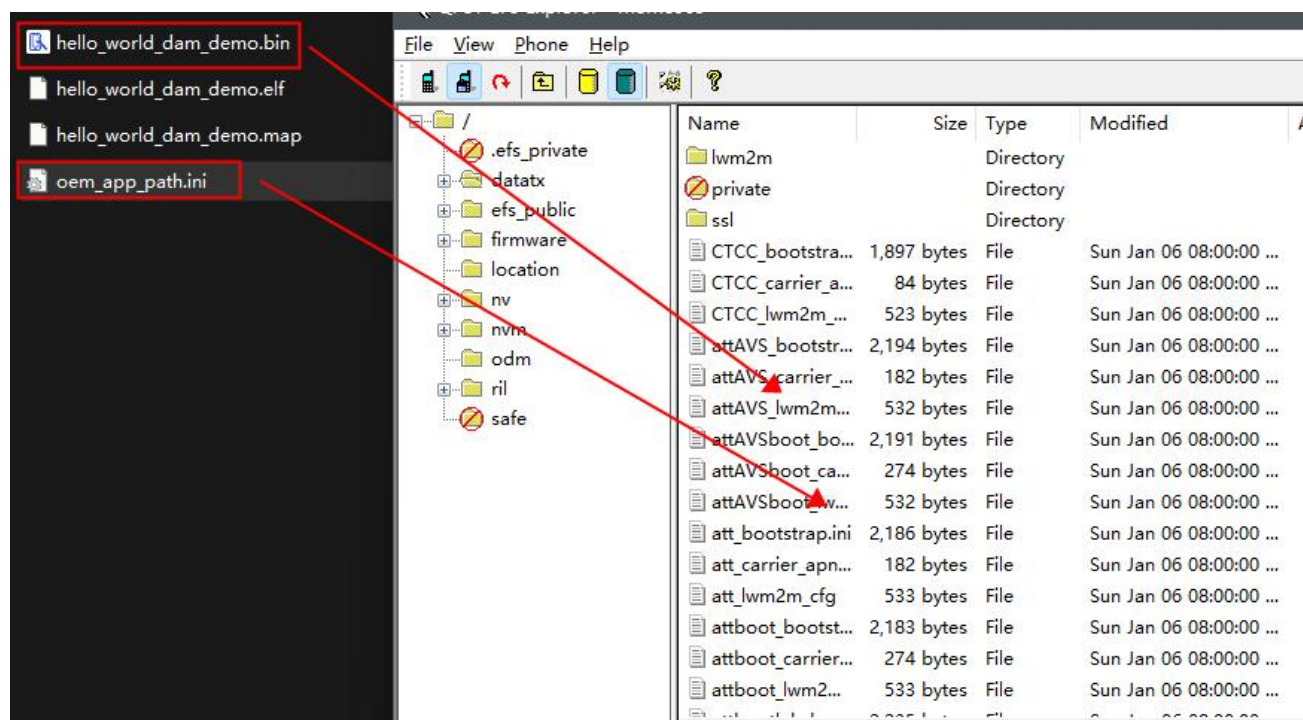 hello_world_dam_demo.bin
hello_world_dam_demo.elf
hello_world_dam_demo.map
oem_app_path.ini
File View Phone Help
/
.efs_private
datatx
efs_public
firmware
location
nv
nvm
odm
ril
safe
Name Size Type Modified
lwm2m Directory
private Directory
ssl Directory
CTCC_bootstra... 1,897 bytes File Sun Jan 06 08:00:00 ...
CTCC_carrier_a... 84 bytes File Sun Jan 06 08:00:00 ...
CTCC_lwm2m_... 523 bytes File Sun Jan 06 08:00:00 ...
attAVS_bootstr... 2,194 bytes File Sun Jan 06 08:00:00 ...
attAVS_carrier_... 182 bytes File Sun Jan 06 08:00:00 ...
attAVS_lwm2m... 532 bytes File Sun Jan 06 08:00:00 ...
attAVSboot_bo... 2,191 bytes File Sun Jan 06 08:00:00 ...
attAVSboot_ca... 274 bytes File Sun Jan 06 08:00:00 ...
attAVSboot_lw... 532 bytes File Sun Jan 06 08:00:00 ...
att_bootstrap.ini 2,186 bytes File Sun Jan 06 08:00:00 ...
att_carrier_apn... 182 bytes File Sun Jan 06 08:00:00 ...
att_lwm2m_cfg 533 bytes File Sun Jan 06 08:00:00 ...
attboot_bootst... 2,183 bytes File Sun Jan 06 08:00:00 ...
attboot_carrier... 274 bytes File Sun Jan 06 08:00:00 ...
attboot_lwm2... 533 bytes File Sun Jan 06 08:00:00 ...